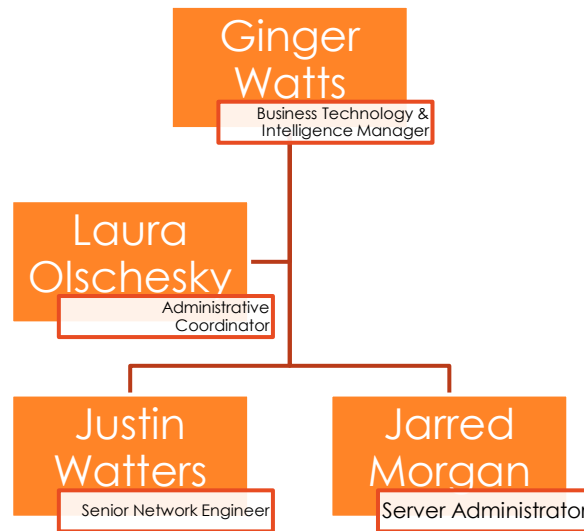 Ginger
Watts
Business Technology &
Intelligence Manager
Laura
Olschesky
Administrative
Coordinator
Justin
Watters
Senior Network Engineer
Jarred
Morgan
Server Administrator